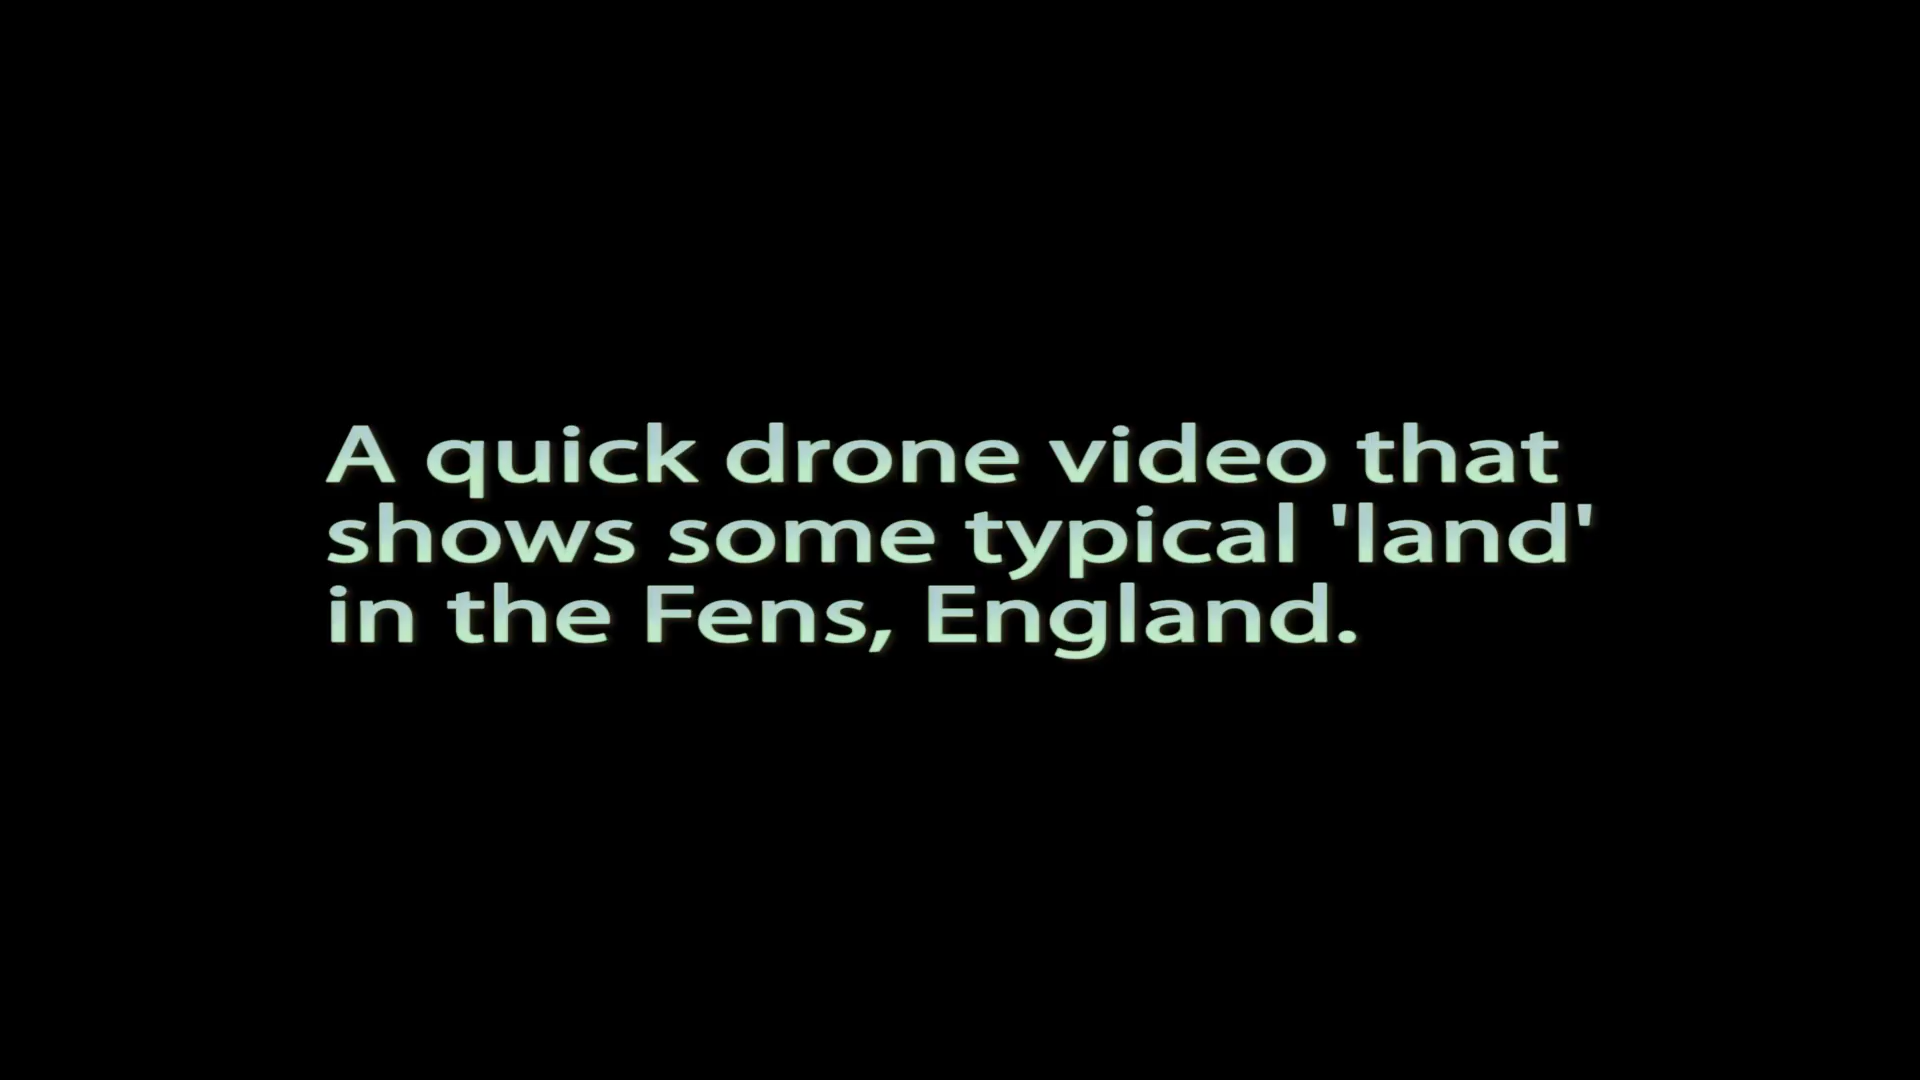 A quick drone video that
shows some typical 'land'
in the Fens, England.